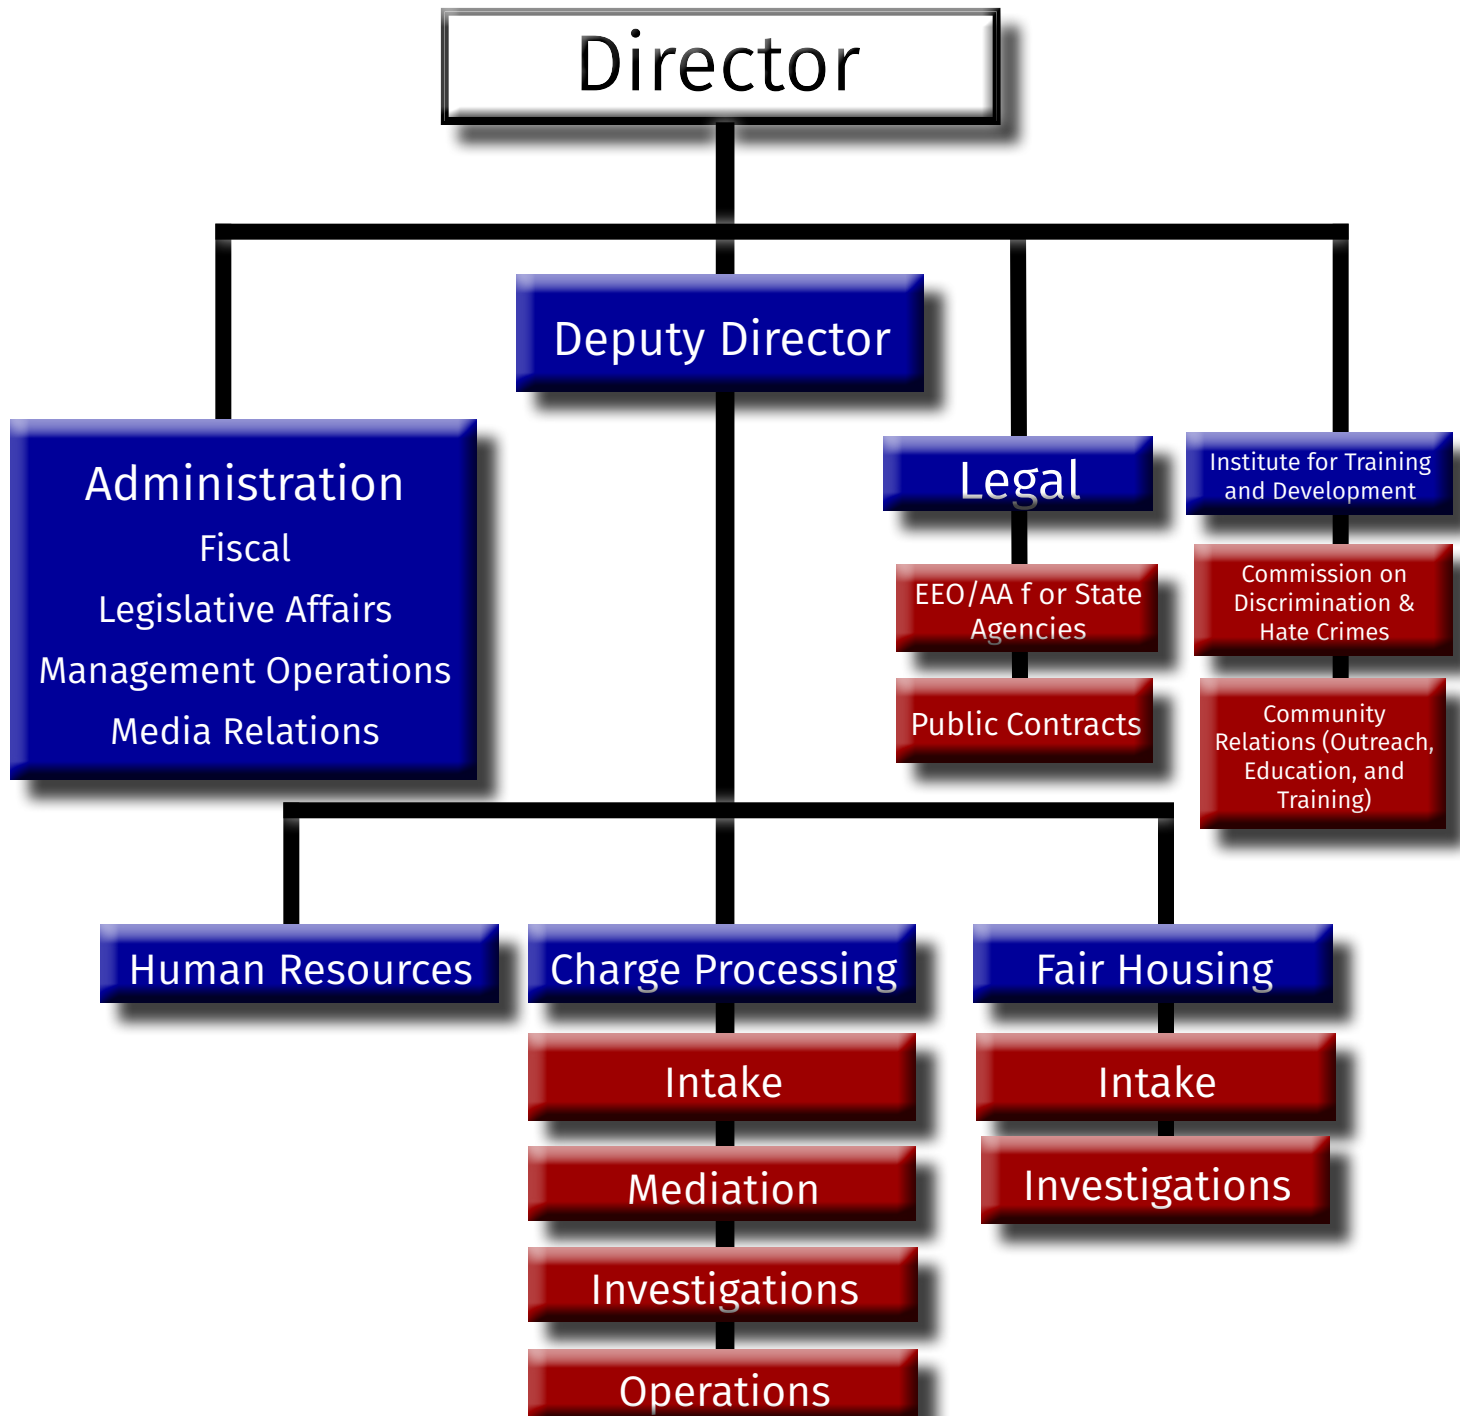 Director
Deputy Director
Administration
Fiscal
Legislative Affairs
Management Operations
Media Relations
Legal
EEO/AA f or State
Agencies
Public Contracts
Institute for Training
and Development
Commission on
Discrimination &
Hate Crimes
Community
Relations (Outreach,
Education, and
Training)
Human Resources
Charge Processing
Intake
Mediation
Investigations
Operations
Fair Housing
Intake
Investigations